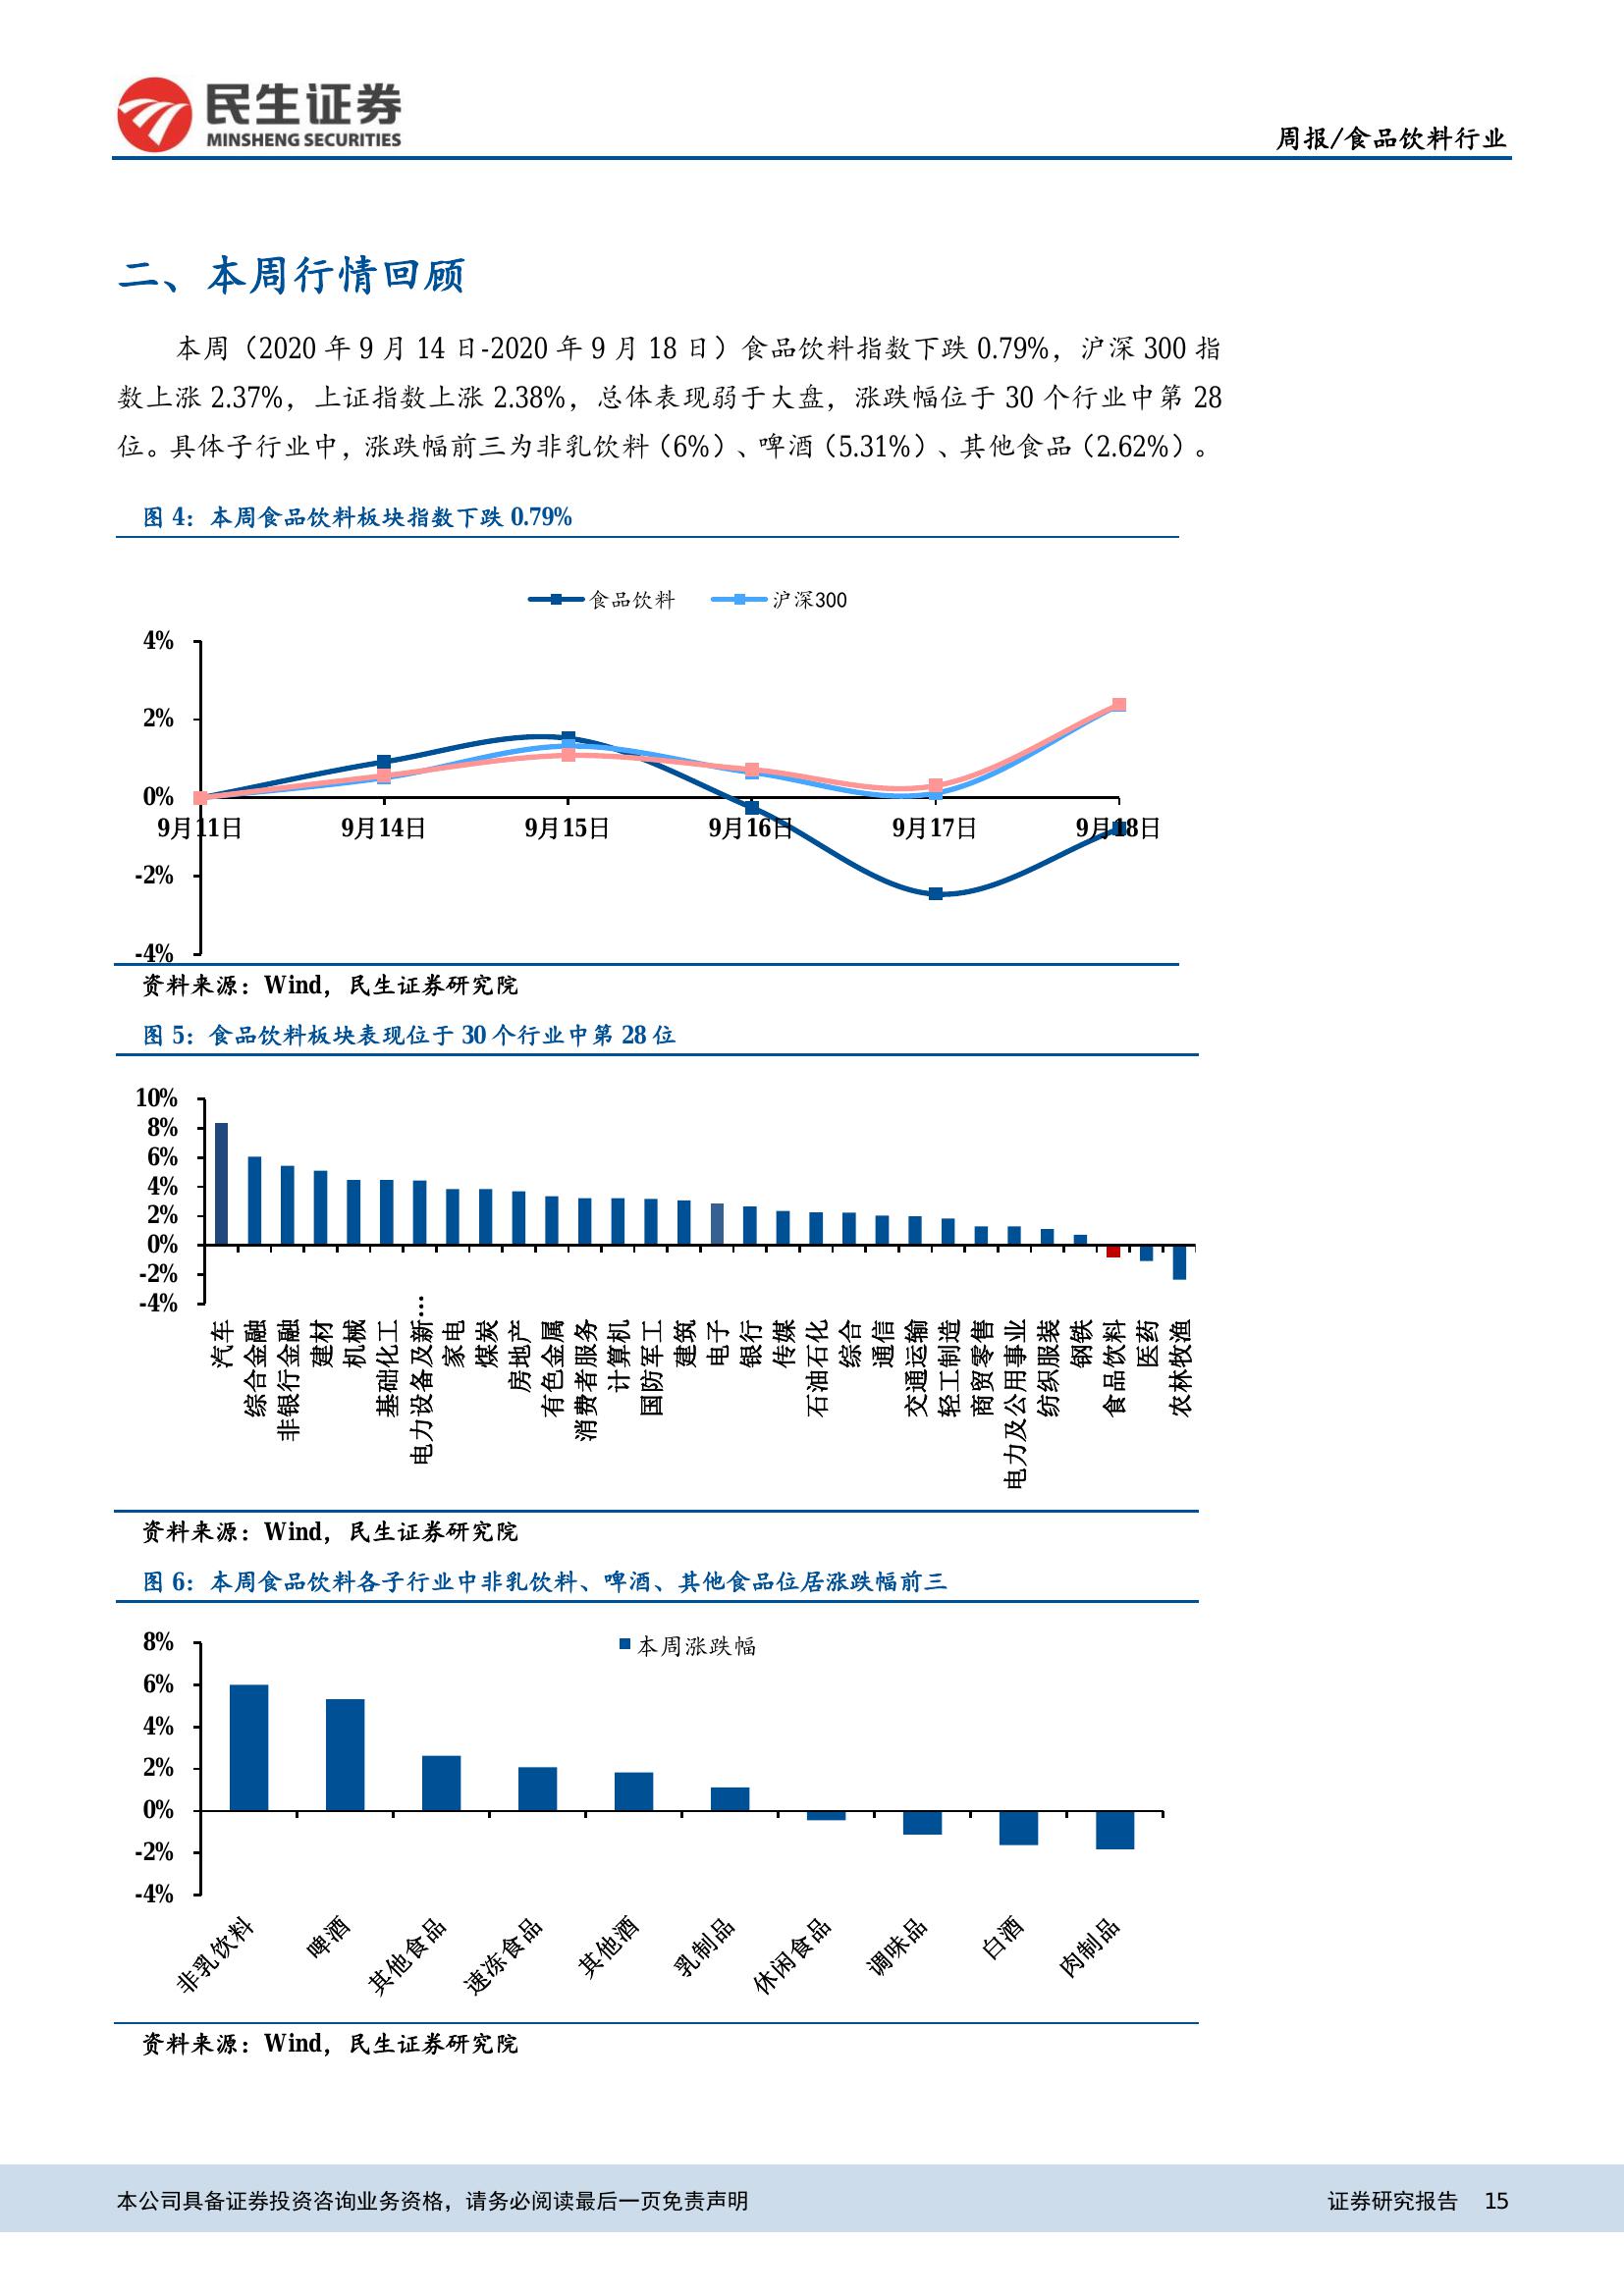 民生证券
MINSHENG SECURITIES
周报/食品饮料行业
二、本周行情回顾
本周（2020 年 9 月 14 日-2020 年 9 月 18 日）食品饮料指数下跌 0.79%，沪深 300 指
数上涨 2.37%，上证指数上涨 2.38%，总体表现弱于大盘，涨跌幅位于 30 个行业中第 28
位。具体子行业中，涨跌幅前三为非乳饮料（6%）、啤酒（5.31%）、其他食品（2.62%）。
图 4：本周食品饮料板块指数下跌 0.79%
食品饮料 沪深300
4%
2%
0%
9月11日 9月14日 9月15日 9月16日 9月17日 9月18日
-2%
-4%
资料来源：Wind，民生证券研究院
图 5：食品饮料板块表现位于 30 个行业中第 28 位
10%
8%
6%
4%
2%
0%
-2%
-4%
汽车
综合金融
非银行金融
建材
机械
基础化工
电力设备及新…
家电
煤炭
房地产
有色金属
消费者服务
计算机
国防军工
建筑
电子
银行
传媒
石油石化
综合
通信
交通运输
轻工制造
商贸零售
电力及公用事业
纺织服装
钢铁
食品饮料
医药
农林牧渔
资料来源：Wind，民生证券研究院
图 6：本周食品饮料各子行业中非乳饮料、啤酒、其他食品位居涨跌幅前三
本周涨跌幅
8%
6%
4%
2%
0%
-2%
-4%
非乳饮料
啤酒
其他食品
速冻食品
其他酒
乳制品
休闲食品
调味品
白酒
肉制品
资料来源：Wind，民生证券研究院
本公司具备证券投资咨询业务资格，请务必阅读最后一页免责声明 证券研究报告 15